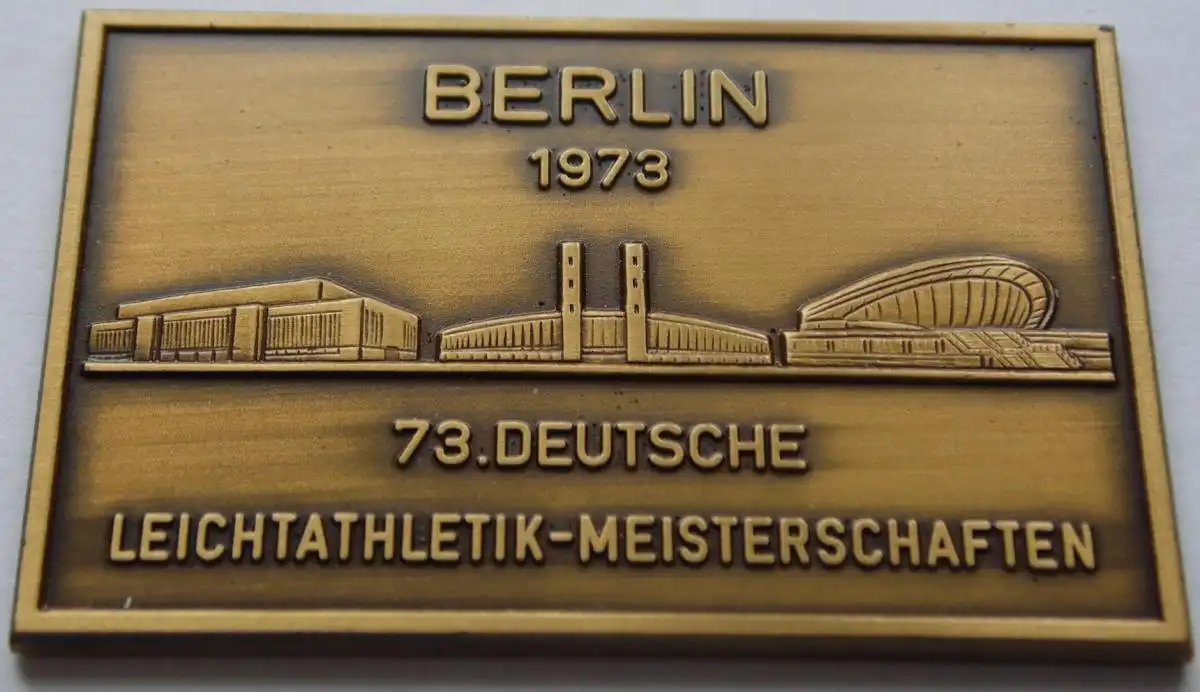 BERLIN
1973
73.DEUTSCHE
LEICHTATHLETIK-MEISTERSCHAFTEN